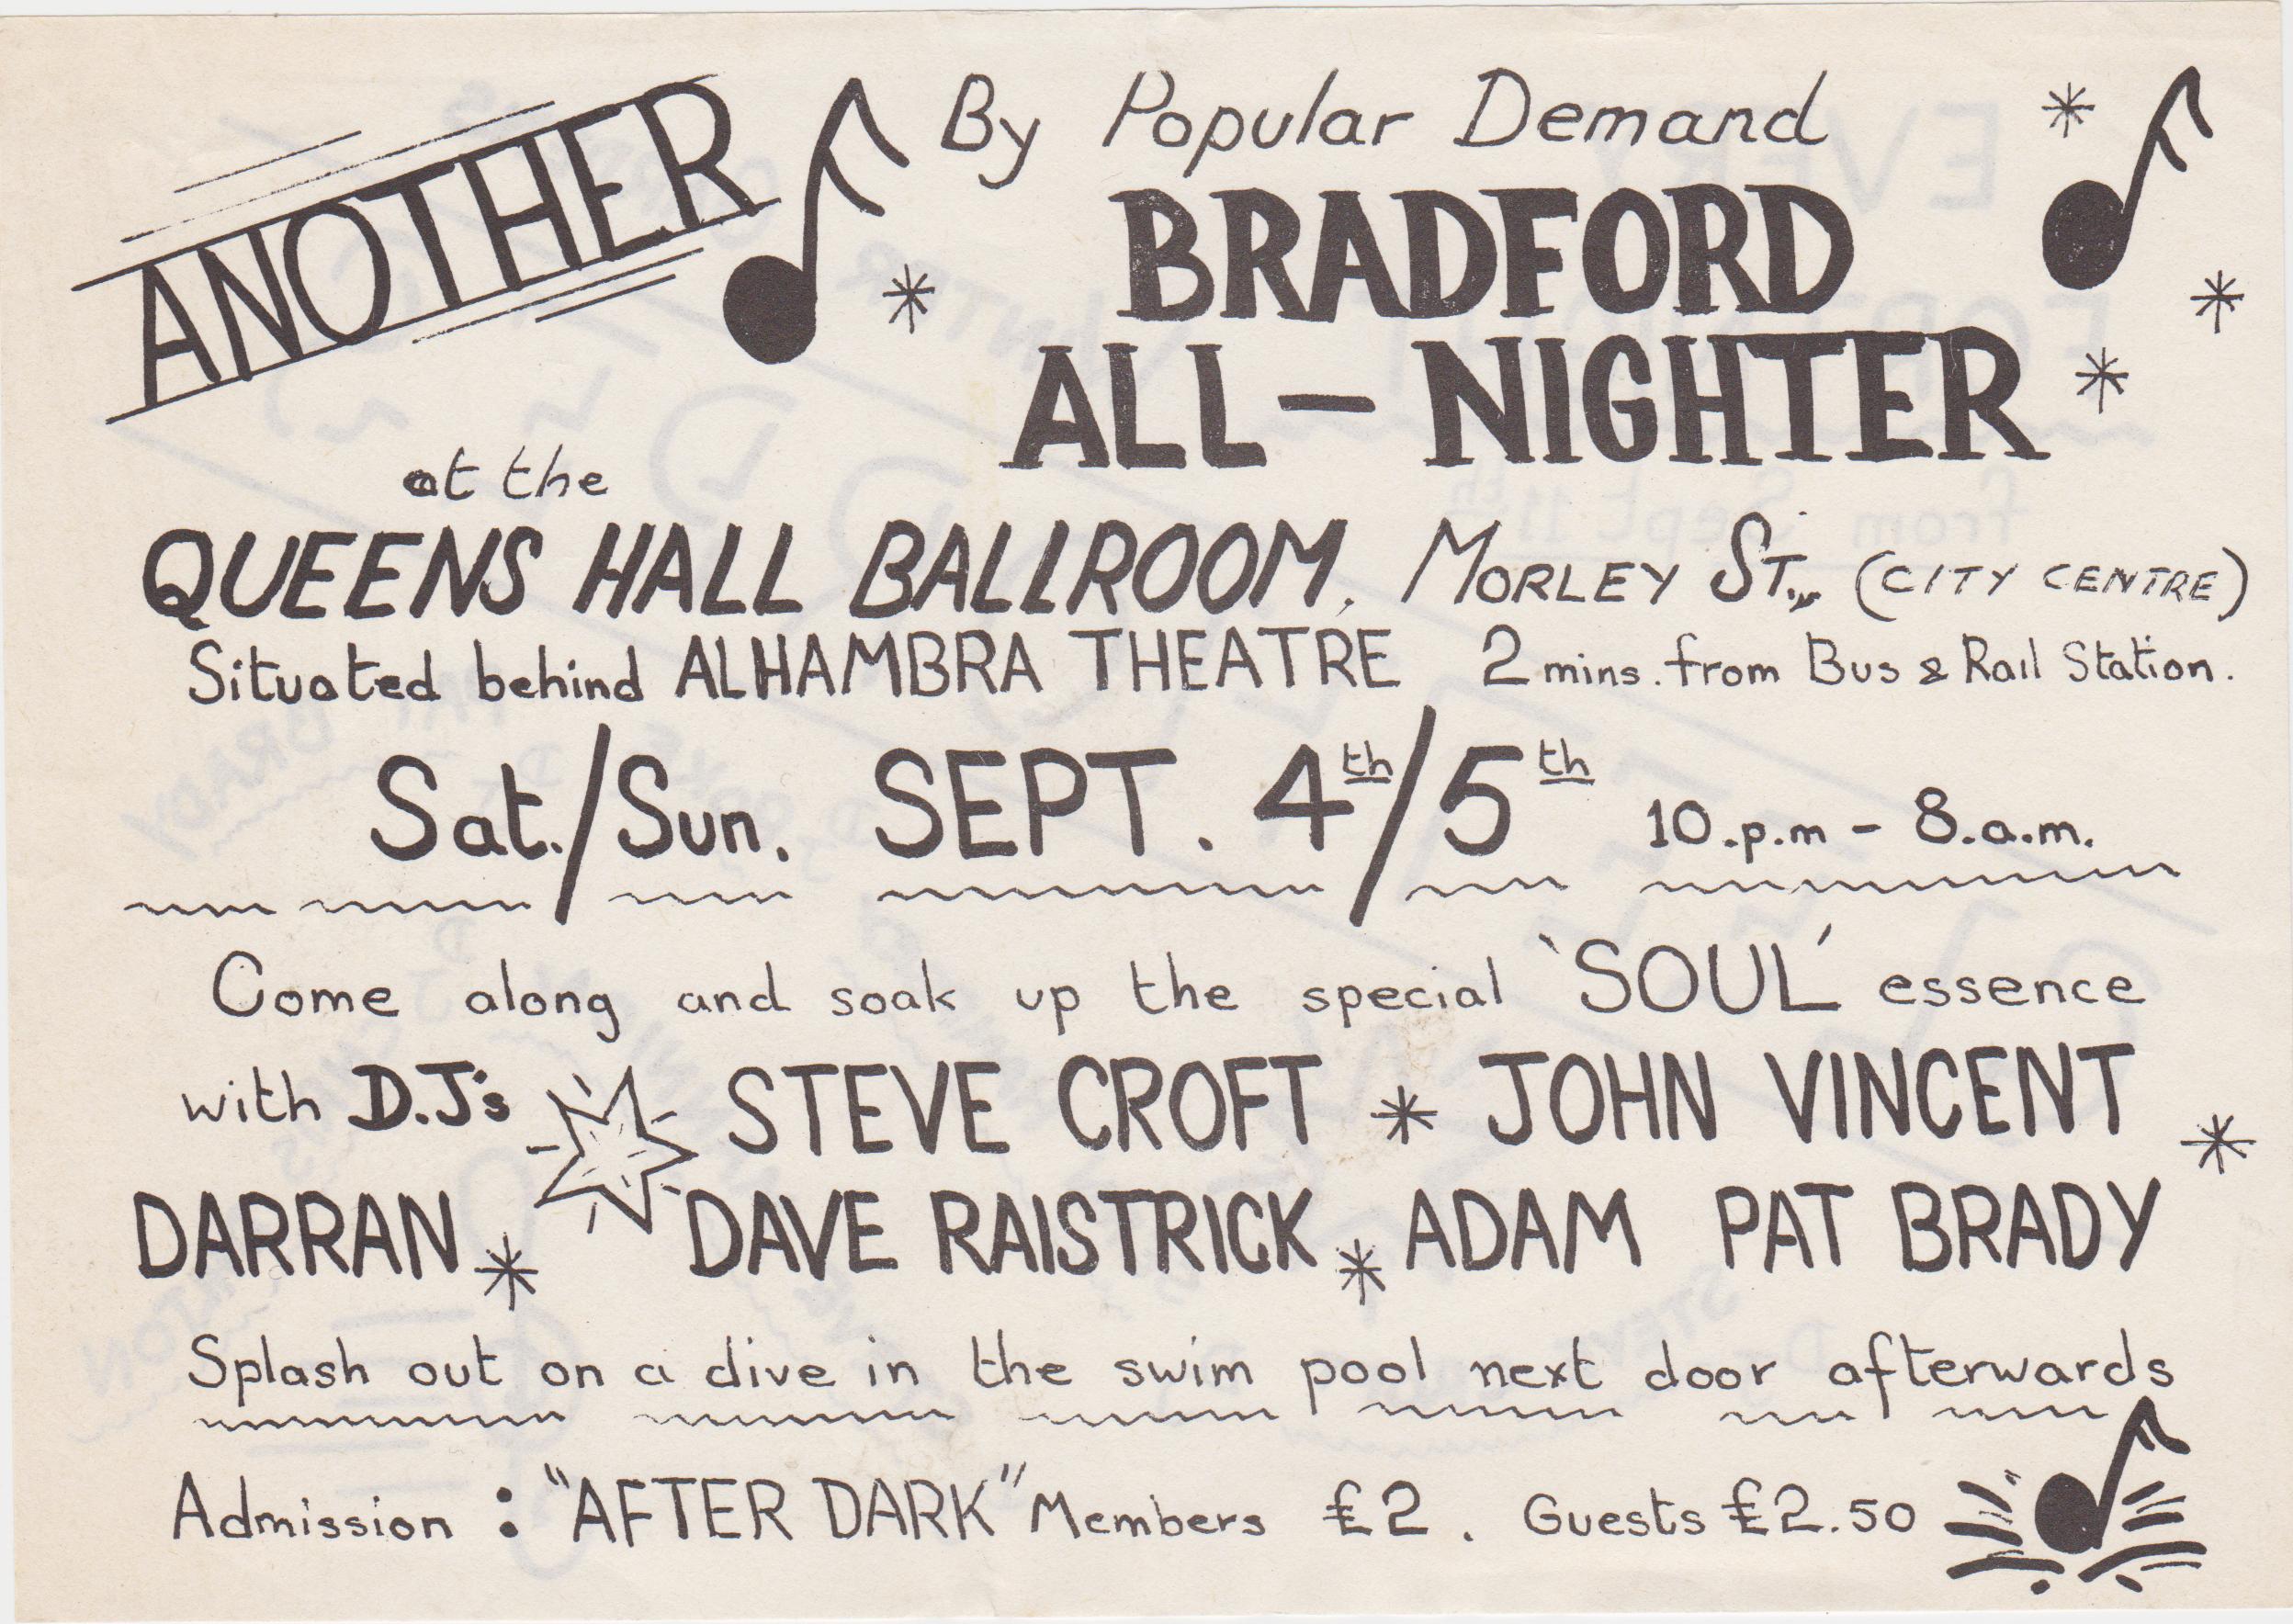 ANOTHER
By Popular Demand
BRADFORD
ALL-NIGHTER
at the
QUEENS HALL BALLROOM, MORLEY ST., (CITY CENTRE)
Situated behind ALHAMBRA THEATRE 2 mins. from Bus & Rail Station.
Sat./Sun. SEPT. 4th/5th 10.p.m - 8.a.m.
Come along and soak up the special 'SOUL' essence
with D.J's STEVE CROFT * JOHN VINCENT *
DARRAN * DAVE RAISTRICK * ADAM PAT BRADY
Splash out on a dive in the swim pool next door afterwards
Admission : "AFTER DARK" Members £2. Guests £2.50